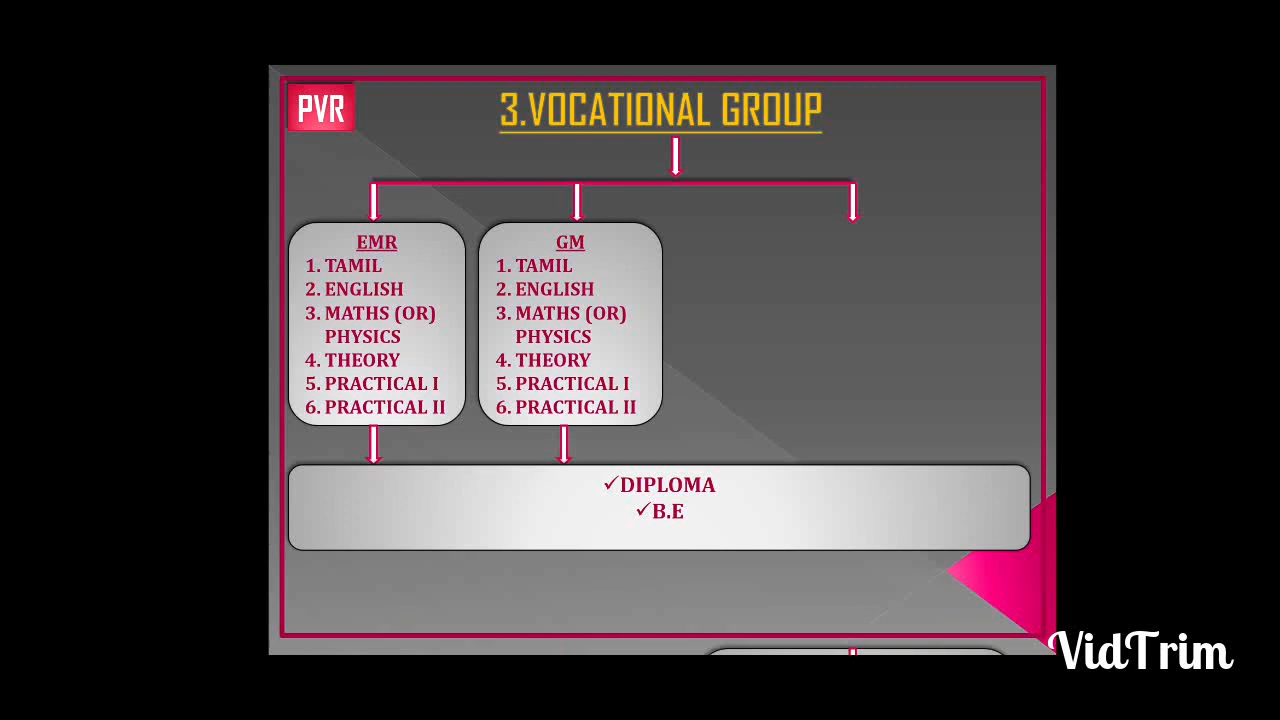 PVR
3.VOCATIONAL GROUP
EMR
1. TAMIL
2. ENGLISH
3. MATHS (OR)
PHYSICS
4. THEORY
5. PRACTICAL I
6. PRACTICAL II
GM
1. TAMIL
2. ENGLISH
3. MATHS (OR)
PHYSICS
4. THEORY
5. PRACTICAL I
6. PRACTICAL II
✓DIPLOMA
✓B.E
VidTrim